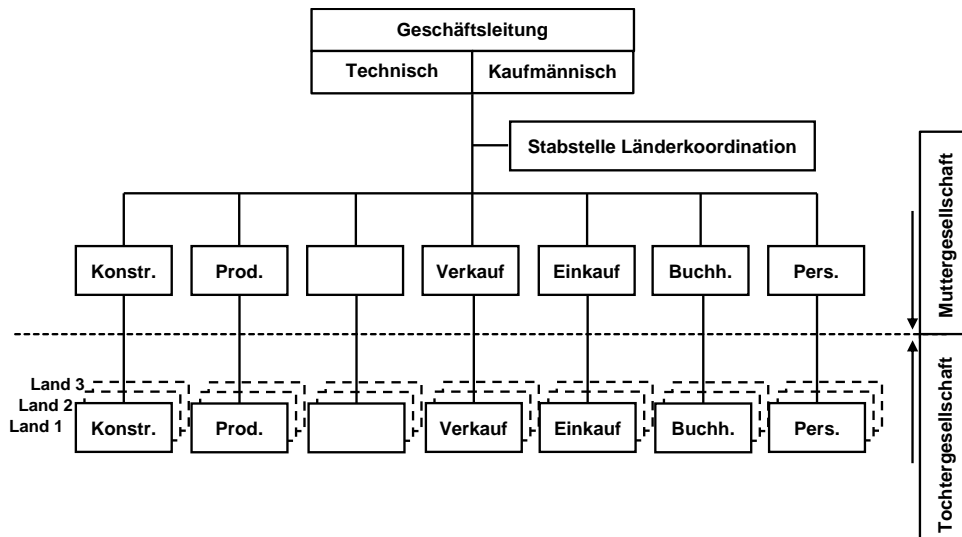 Geschäftsleitung
Technisch Kaufmännisch
Stabstelle Länderkoordination
Muttergesellschaft
Konstr. Prod. Verkauf Einkauf Buchh. Pers.
Land 3
Land 2
Land 1
Konstr. Prod. Verkauf Einkauf Buchh. Pers.
Tochtergesellschaft